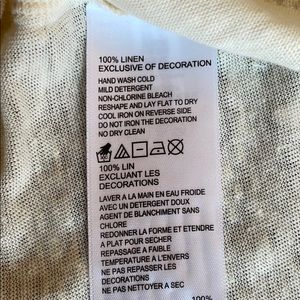 100% LINEN
EXCLUSIVE OF DECORATION
HAND WASH COLD
MILD DETERGENT
NON-CHLORINE BLEACH
RESHAPE AND LAY FLAT TO DRY
COOL IRON ON REVERSE SIDE
DO NOT IRON THE DECORATION
NO DRY CLEAN
100% LIN
EXCLUANT LES
DECORATIONS
LAVER A LA MAIN EN EAU FROIDE
AVEC UN DETERGENT DOUX
AGENT DE BLANCHIMENT SANS
CHLORE
REDONNER LA FORME ET ETENDRE
A PLAT POUR SECHER
REPASSAGE A FAIBLE
TEMPERATURE A L'ENVERS
NE PAS REPASSER LES
DECORATIONS
NE PAS NETTOYER A SEC
100%